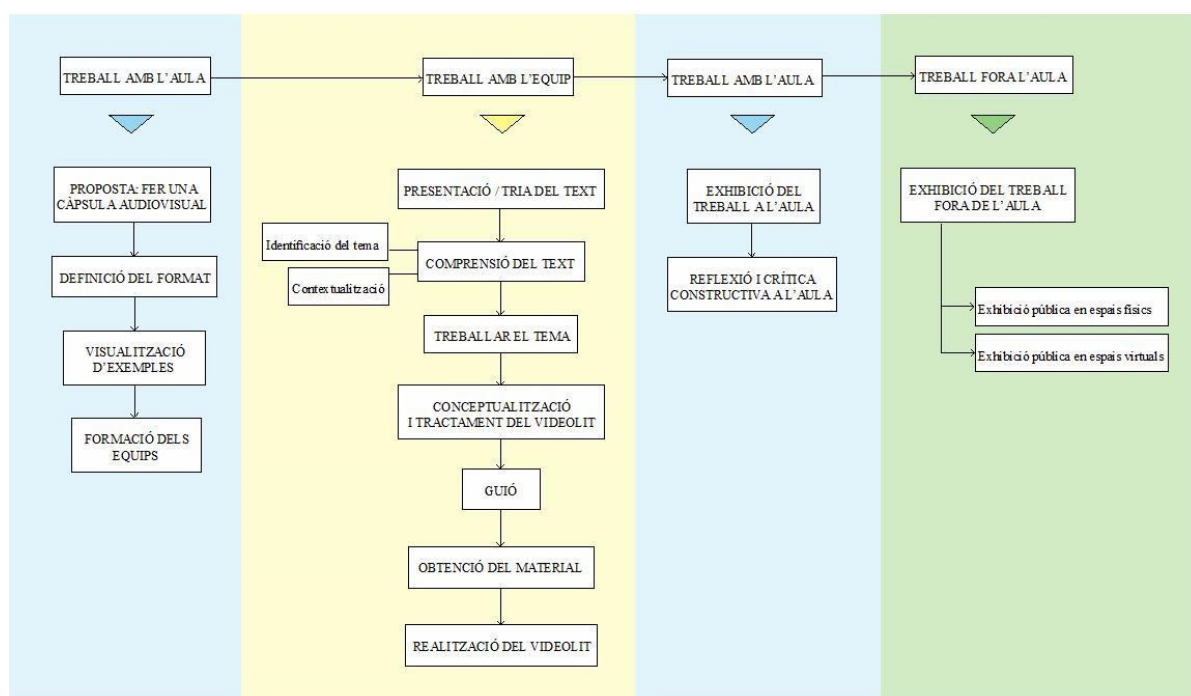 TREBALL AMB L'AULA
TREBALL AMB L'EQUIP
TREBALL AMB L'AULA
TREBALL FORA L'AULA
PROPOSTA: FER UNA
CÀPSULA AUDIOVISUAL
DEFINICIÓ DEL FORMAT
VISUALITZACIÓ
D'EXEMPLES
FORMACIÓ DELS
EQUIPS
PRESENTACIÓ / TRIA DEL TEXT
Identificació del tema
COMPRENSIÓ DEL TEXT
Contextualització
TREBALLAR EL TEMA
CONCEPTUALITZACIÓ
I TRACTAMENT DEL VIDEOLIT
GUIÓ
OBTENCIÓ DEL MATERIAL
REALITZACIÓ DEL VIDEOLIT
EXHIBICIÓ DEL
TREBALL A L'AULA
REFLEXIÓ I CRÍTICA
CONSTRUCTIVA A L'AULA
EXHIBICIÓ DEL TREBALL
FORA DE L'AULA
Exhibició pública en espais físics
Exhibició pública en espais virtuals